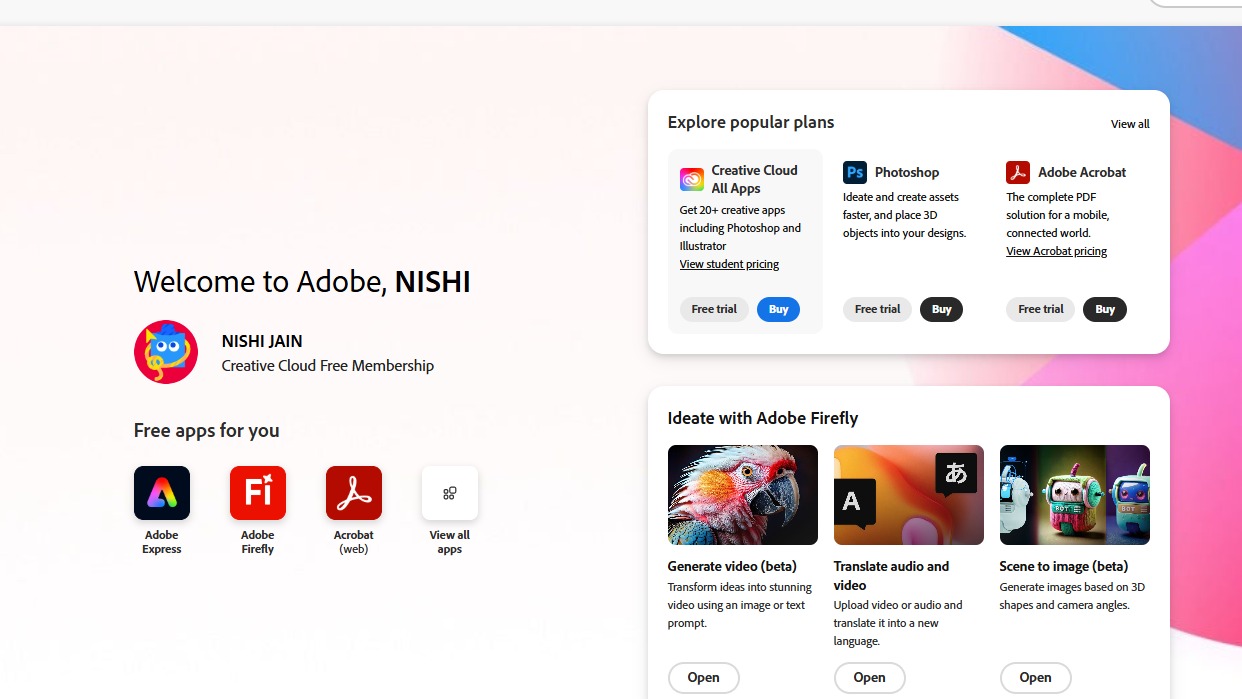 Welcome to Adobe, NISHI
NISHI JAIN
Creative Cloud Free Membership
Free apps for you
Fi
Adobe
Express
Adobe
Firefly
Acrobat
(web)
View all
apps
Explore popular plans
View all
Creative Cloud
All Apps
Get 20+ creative apps
including Photoshop and
Illustrator
View student pricing
Free trial
Buy
Ps
Photoshop
Ideate and create assets
faster, and place 3D
objects into your designs.
Free trial
Buy
Adobe Acrobat
The complete PDF
solution for a mobile,
connected world.
View Acrobat pricing
Free trial
Buy
Ideate with Adobe Firefly
Generate video (beta)
Transform ideas into stunning
video using an image or text
prompt.
Open
A
あ
Translate audio and
video
Upload video or audio and
translate it into a new
language.
Open
BOT
BOT
Scene to image (beta)
Generate images based on 3D
shapes and camera angles.
Open